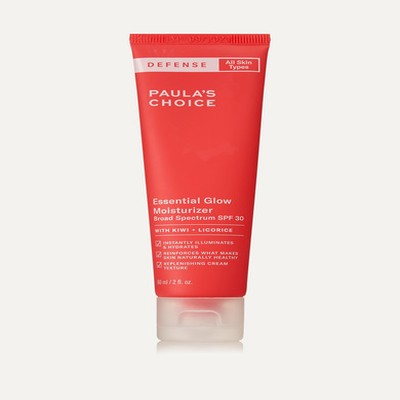 DEFENSE
All Skin
Types
PAULA'S
CHOICE
Essential Glow
Moisturizer
Broad Spectrum SPF 30
WITH KIWI + LICORICE
INSTANTLY ILLUMINATES
& HYDRATES
REINFORCES WHAT MAKES
SKIN NATURALLY HEALTHY
REPLENISHING CREAM
TEXTURE
60 ml / 2 fl. oz.